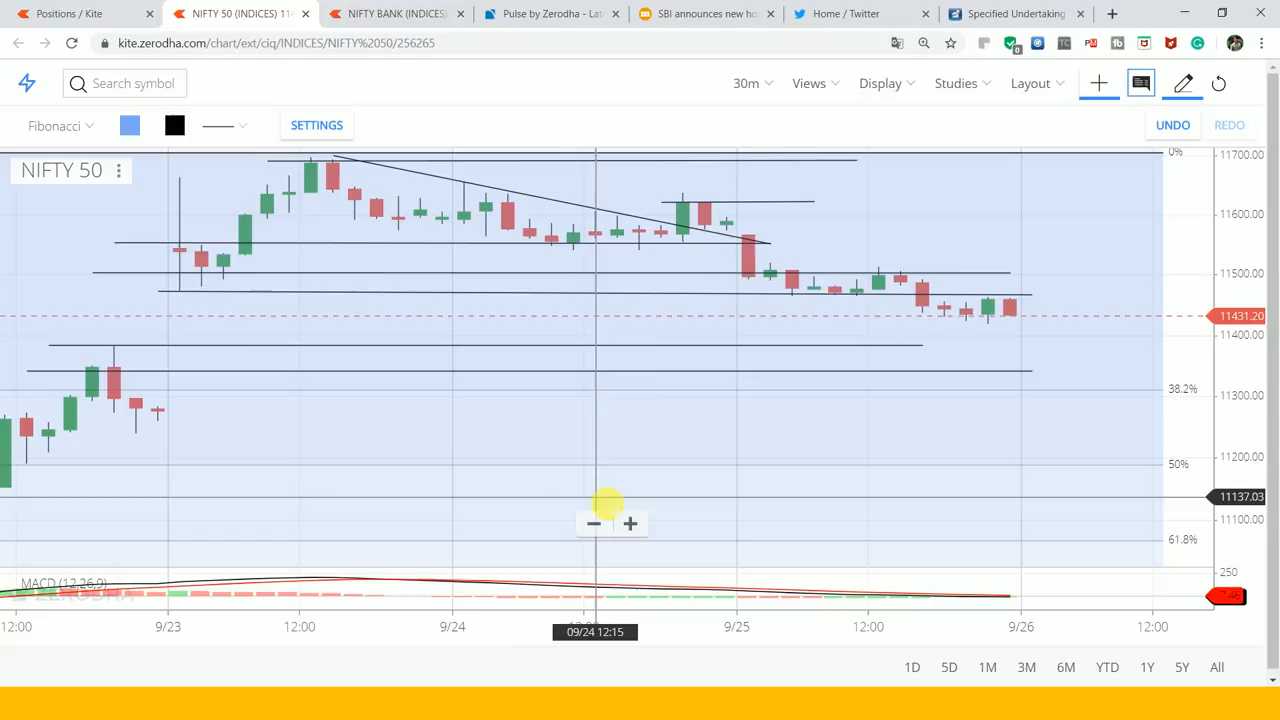 Positions / Kite
NIFTY 50 (INDICES) 11
NIFTY BANK (INDICES)
Pulse by Zerodha - Lat
SBI announces new ho
Home / Twitter
Specified Undertaking
kite.zerodha.com/chart/ext/ciq/INDICES/NIFTY%2050/256265
Search symbol
30m
Views
Display
Studies
Layout
Fibonacci
SETTINGS
UNDO
REDO
NIFTY 50
0%
38.2%
50%
61.8%
11700.00
11600.00
11500.00
11431.20
11400.00
11300.00
11200.00
11137.03
11100.00
250
7.46
MACD (12,26,9)
ZERODHA
12:00
9/23
12:00
9/24
09/24 12:15
9/25
12:00
9/26
12:00
1D
5D
1M
3M
6M
YTD
1Y
5Y
All